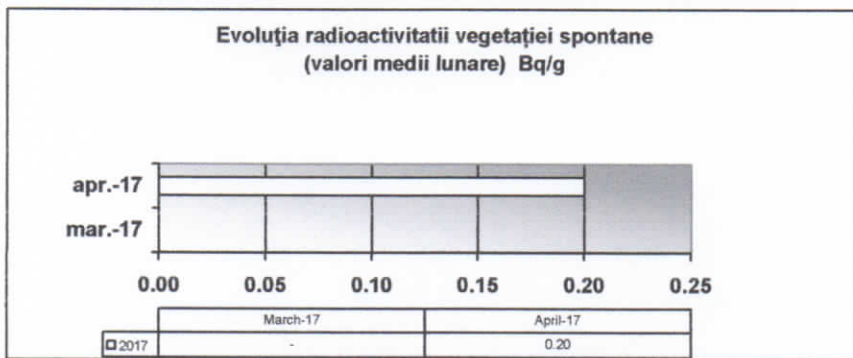 Evoluţia radioactivitatii vegetației spontane
(valori medii lunare) Bq/g
apr.-17
mar.-17
0.00 0.05 0.10 0.15 0.20 0.25
March-17 April-17
2017 - 0.20